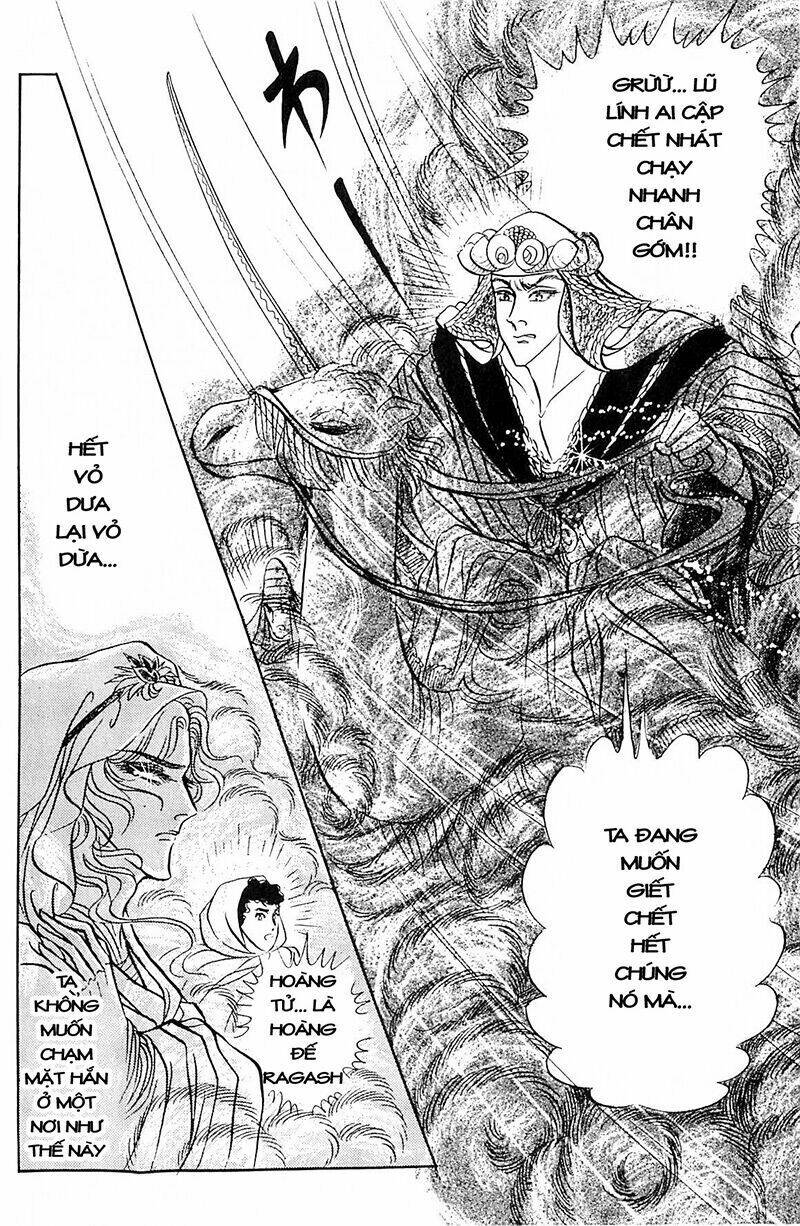 GRỪỪ... LŨ
LÍNH AI CẬP
CHẾT NHÁT
CHẠY
NHANH
CHÂN
GỚM!!
HẾT
VỎ
DƯA
LẠI VỎ
DỪA...
TA ĐANG
MUỐN
GIẾT
CHẾT
HẾT
CHÚNG
NÓ MÀ...
HOÀNG
TỬ... LÀ
HOÀNG
ĐẾ
RAGASH
TA
KHÔNG
MUỐN
CHẠM
MẶT HẮN
Ở MỘT
NƠI NHƯ
THẾ NÀY